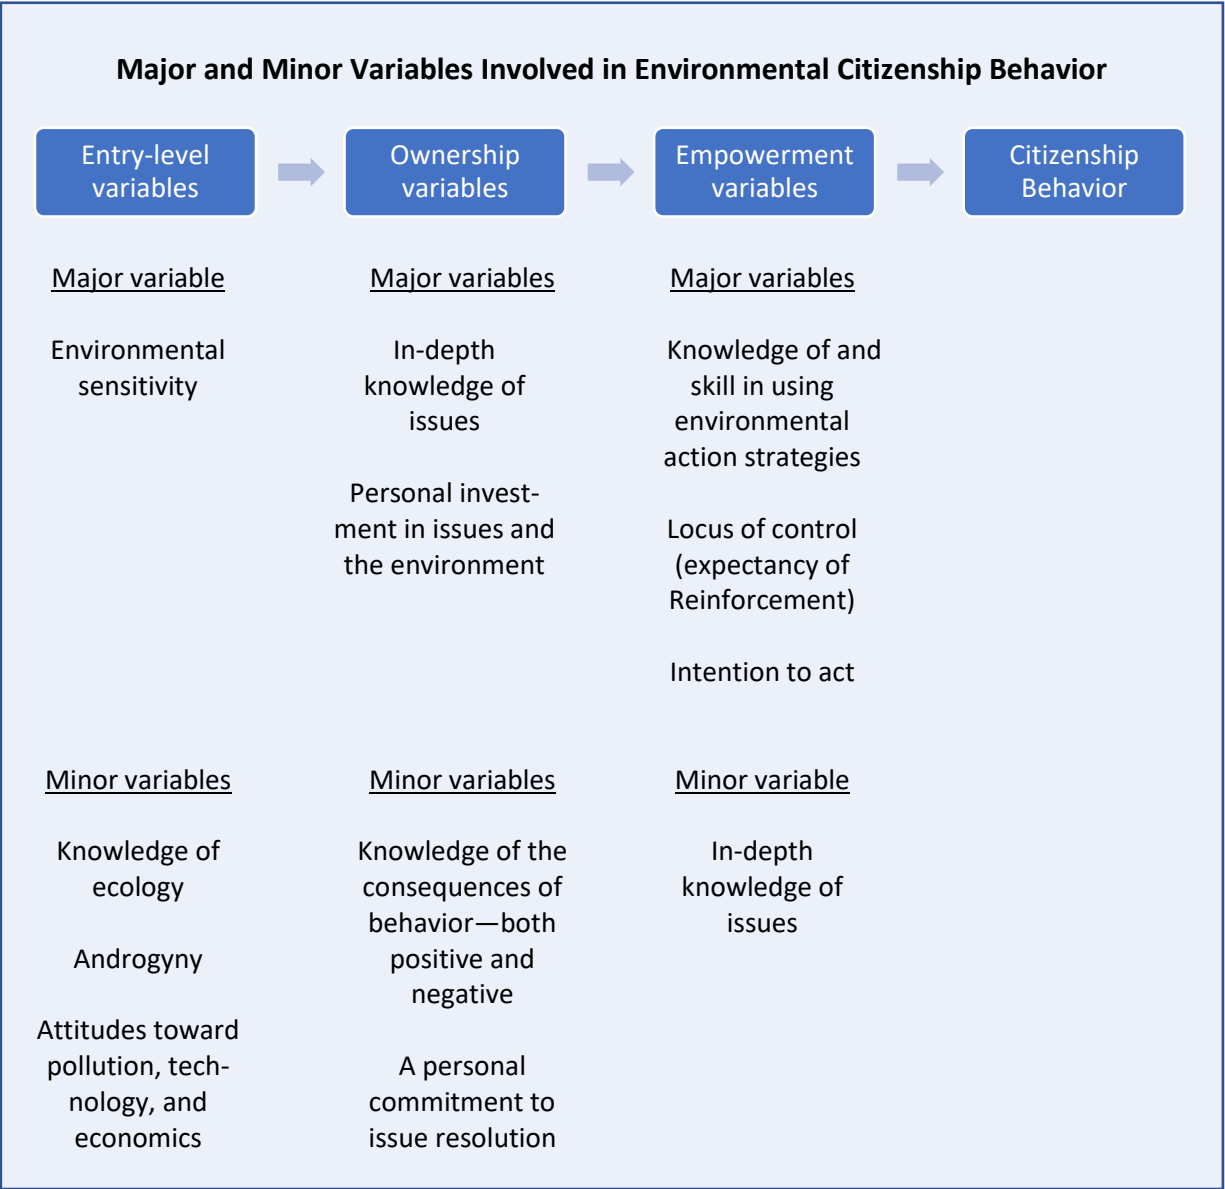 Major and Minor Variables Involved in Environmental Citizenship Behavior
Entry-level
variables
Ownership
variables
Empowerment
variables
Citizenship
Behavior
Major variable
Environmental
sensitivity
Major variables
In-depth
knowledge of
issues
Personal invest-
ment in issues and
the environment
Major variables
Knowledge of and
skill in using
environmental
action strategies
Locus of control
(expectancy of
Reinforcement)
Intention to act
Minor variables
Knowledge of
ecology
Androgyny
Attitudes toward
pollution, tech-
nology, and
economics
Minor variables
Knowledge of the
consequences of
behavior—both
positive and
negative
A personal
commitment to
issue resolution
Minor variable
In-depth
knowledge of
issues